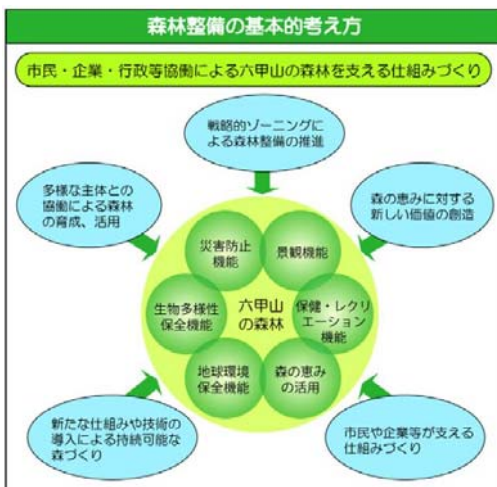 森林整備の基本的考え方
市民・企業・行政等協働による六甲山の森林を支える仕組みづくり
戦略的ゾーニングに
よる森林整備の推進
多様な主体との
協働による森林
の育成、活用
森の恵みに対する
新しい価値の創造
災害防止
機能
景観機能
生物多様性
保全機能
六甲山
の森林
保健・レクリ
エーション
機能
地球環境
保全機能
森の恵み
の活用
新たな仕組みや技術の
導入による持続可能な
森づくり
市民や企業等が支える
仕組みづくり